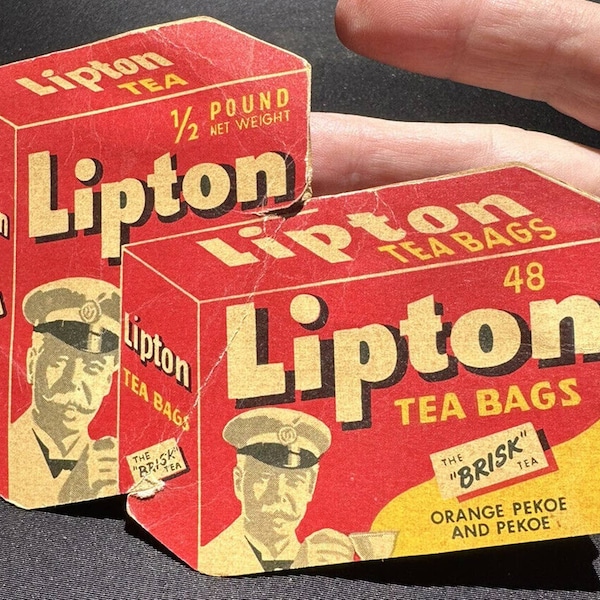 Lipton
TEA
1/2 POUND
NET WEIGHT
Lipton
Lipton
TEA BAGS
48
Lipton
TEA BAGS
THE
"BRISK"
TEA
ORANGE PEKOE
AND PEKOE
Lipton
TEA BAGS
THE
"BRISK"
TEA